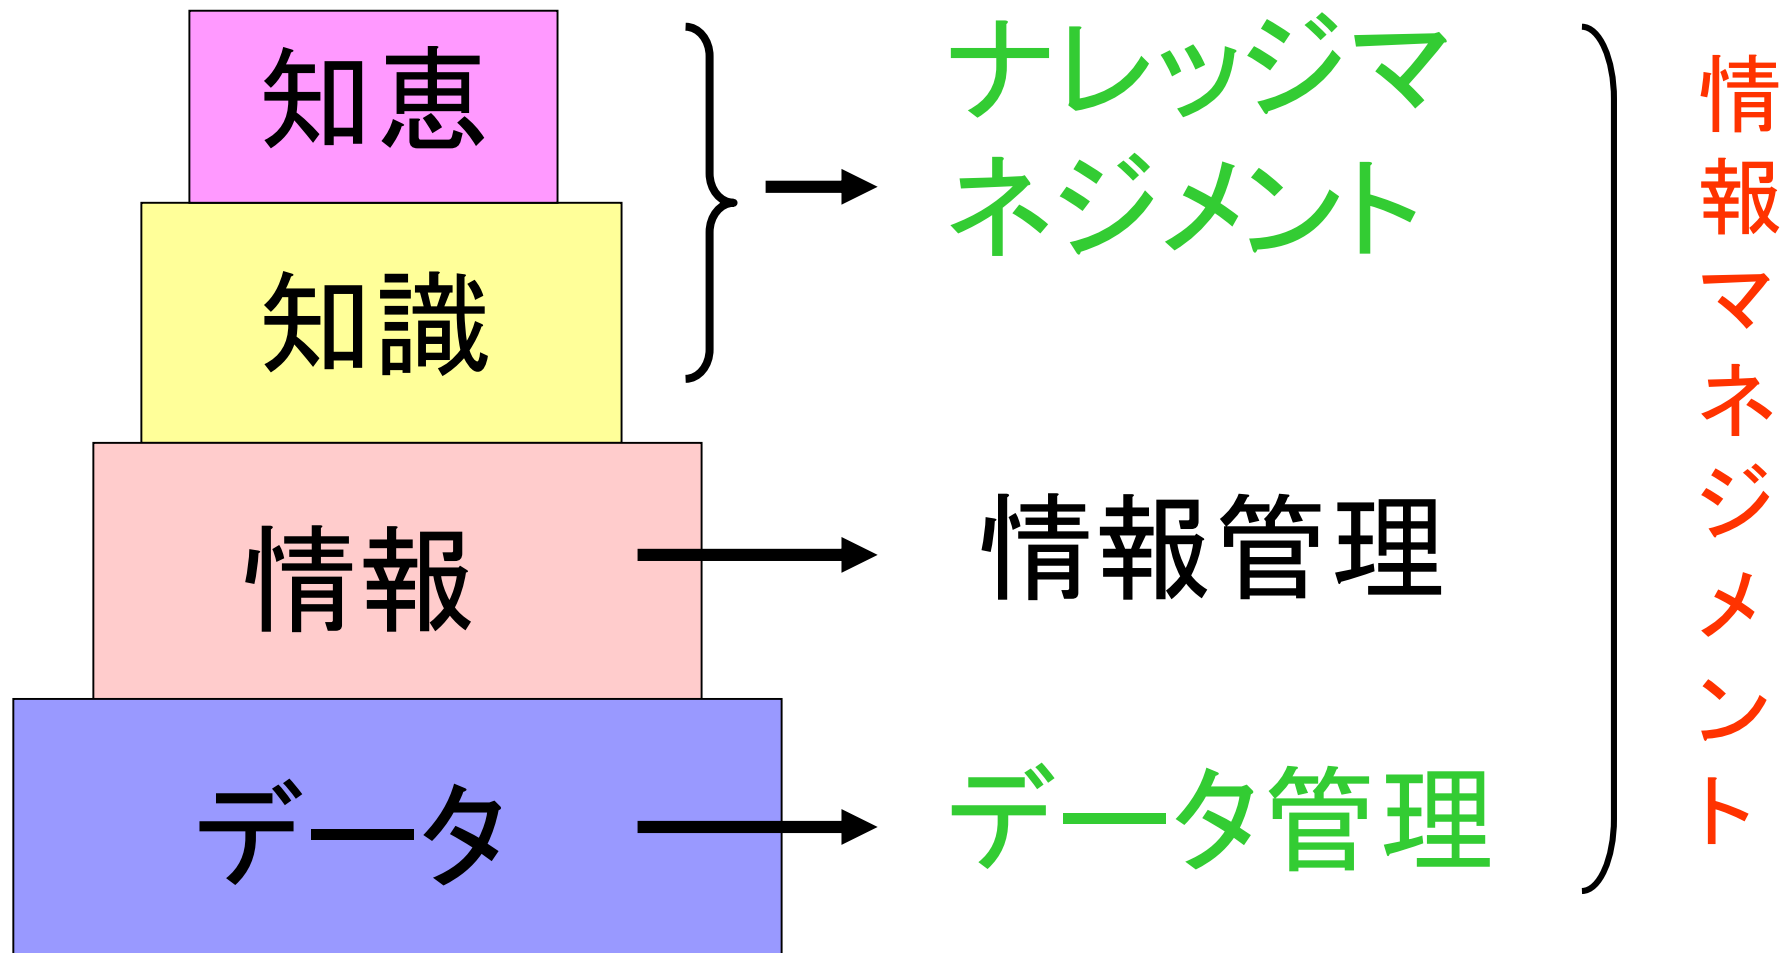 知恵
知識
情報
データ
ナレッジマ
ネジメント
情報管理
データ管理
情報マネジメント